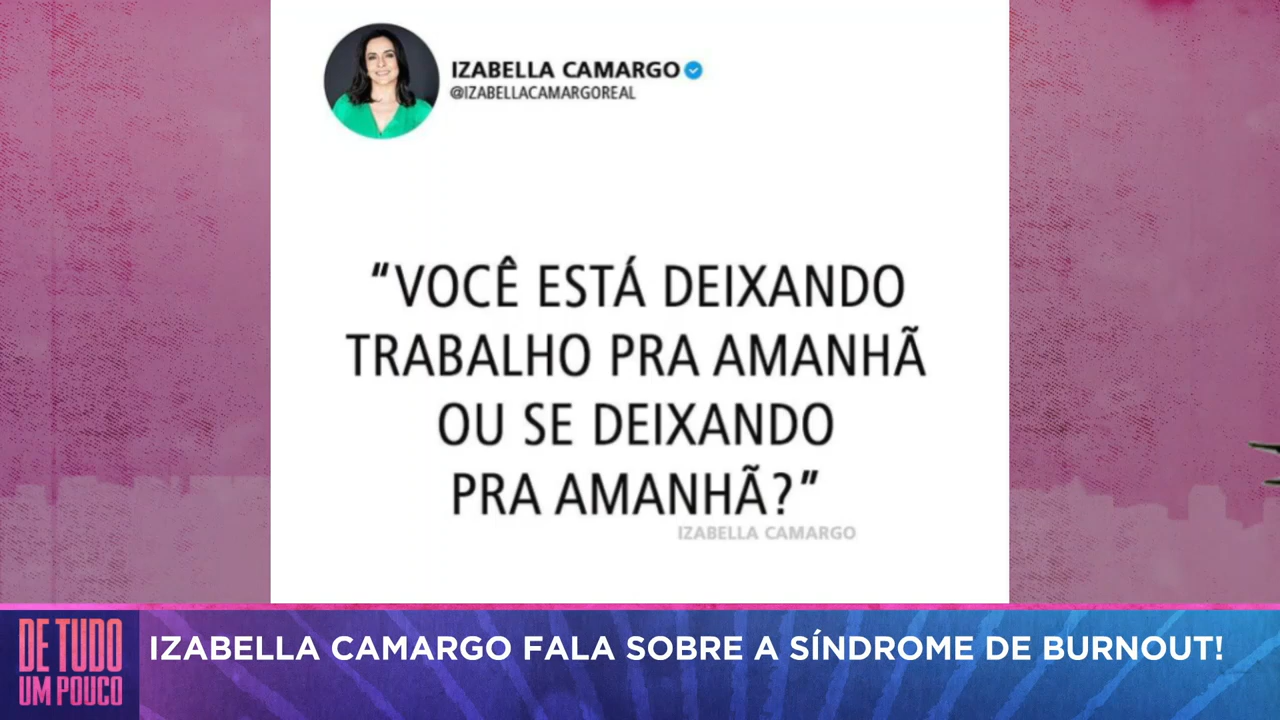 IZABELLA CAMARGO
@IZABELLACAMARGOREAL
“VOCÊ ESTÁ DEIXANDO
TRABALHO PRA AMANHÃ
OU SE DEIXANDO
PRA AMANHÃ?”
IZABELLA CAMARGO
DE TUDO
UM POUCO
IZABELLA CAMARGO FALA SOBRE A SÍNDROME DE BURNOUT!